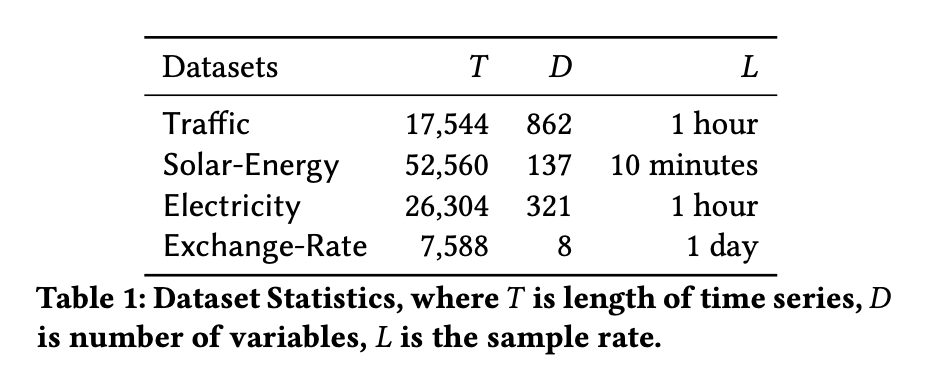 Datasets T D L
Traffic 17,544 862 1 hour
Solar-Energy 52,560 137 10 minutes
Electricity 26,304 321 1 hour
Exchange-Rate 7,588 8 1 day
Table 1: Dataset Statistics, where T is length of time series, D
is number of variables, L is the sample rate.